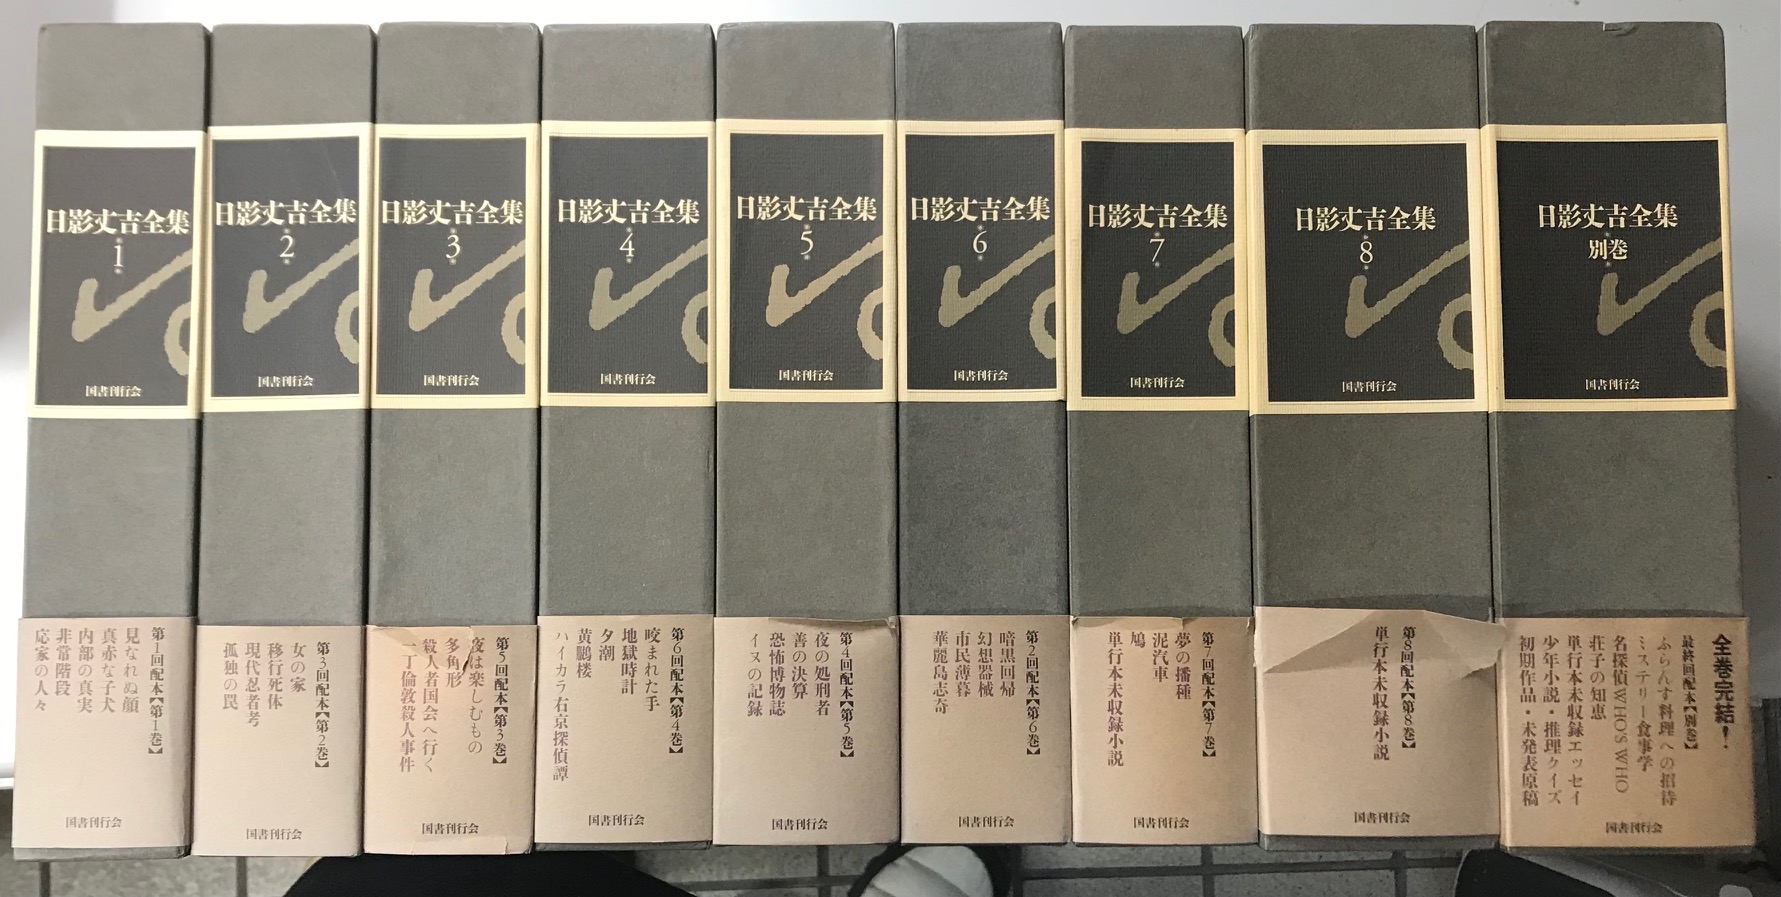 日影丈吉全集
1
国書刊行会
第1回配本【第1巻】
見なれぬ顔
真赤な子犬
内部の真実
非常階段
応家の人々
国書刊行会
日影丈吉全集
2
国書刊行会
第3回配本【第2巻】
女の家
移行死体
現代忍者考
孤独の罠
国書刊行会
日影丈吉全集
3
国書刊行会
第5回配本【第3巻】
夜は楽しむもの
多角形
殺人者国会へ行く
一丁倫敦殺人事件
国書刊行会
日影丈吉全集
4
国書刊行会
第6回配本【第4巻】
咬まれた手
地獄時計
夕潮
黄鵬楼
ハイカラ右京探偵譚
国書刊行会
日影丈吉全集
5
国書刊行会
第4回配本【第5巻】
夜の処刑者
善の決算
恐怖博物誌
イヌの記録
国書刊行会
日影丈吉全集
6
国書刊行会
第2回配本【第6巻】
暗黒回帰
幻想器械
市民薄暮
華麗島志奇
国書刊行会
日影丈吉全集
7
国書刊行会
第7回配本【第7巻】
夢の播種
泥汽車
鳩
単行本未収録小説
国書刊行会
日影丈吉全集
8
国書刊行会
第8回配本【第8巻】
単行本未収録小説
国書刊行会
日影丈吉全集
別巻
国書刊行会
全巻完結!
最終回配本【別巻】
ふらんす料理への招待
ミステリー食事学
名探偵WHO'S WHO
荘子の知恵
単行本未収録エッセイ
少年小説・推理クイズ
初期作品・未発表原稿
国書刊行会